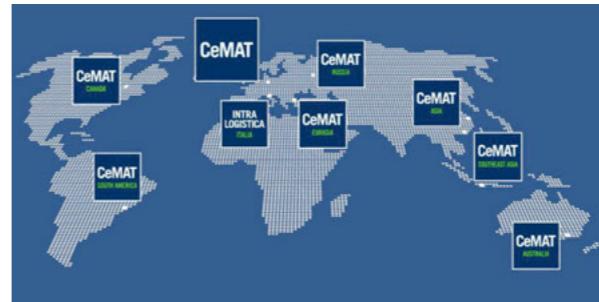 CeMAT
CeMAT
CANADA
CeMAT
RUSSIA
INTRA
LOGISTICA
ITALIA
CeMAT
EURASIA
CeMAT
ASIA
CeMAT
SOUTHEAST ASIA
CeMAT
SOUTH AMERICA
CeMAT
AUSTRALIA